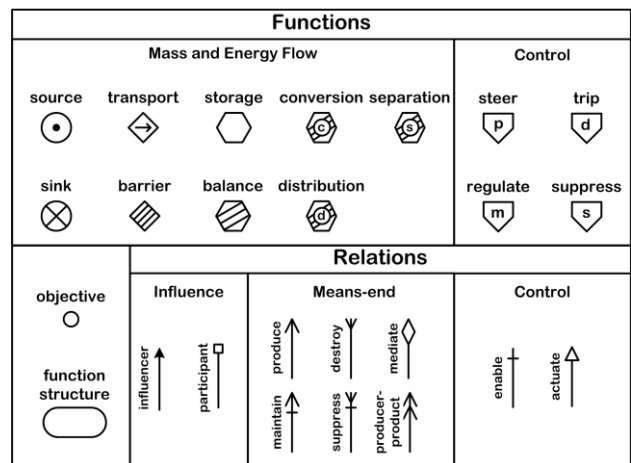 Functions
Mass and Energy Flow
Control
source transport storage conversion separation
c s
steer trip
p d
sink barrier balance distribution
d
regulate suppress
m s
Relations
objective
function
structure
Influence
influencer
participant
Means-end
produce
destroy
mediate
maintain
suppress
producer-
product
Control
enable
actuate